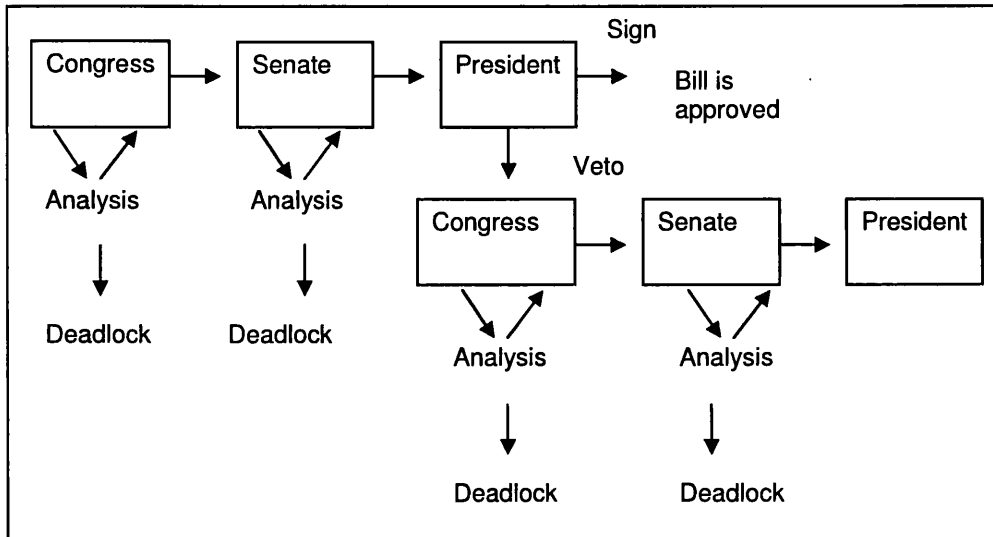 Sign
Congress
Senate
President
Bill is
approved
Veto
Analysis
Analysis
Congress
Senate
President
Deadlock
Deadlock
Analysis
Analysis
Deadlock
Deadlock